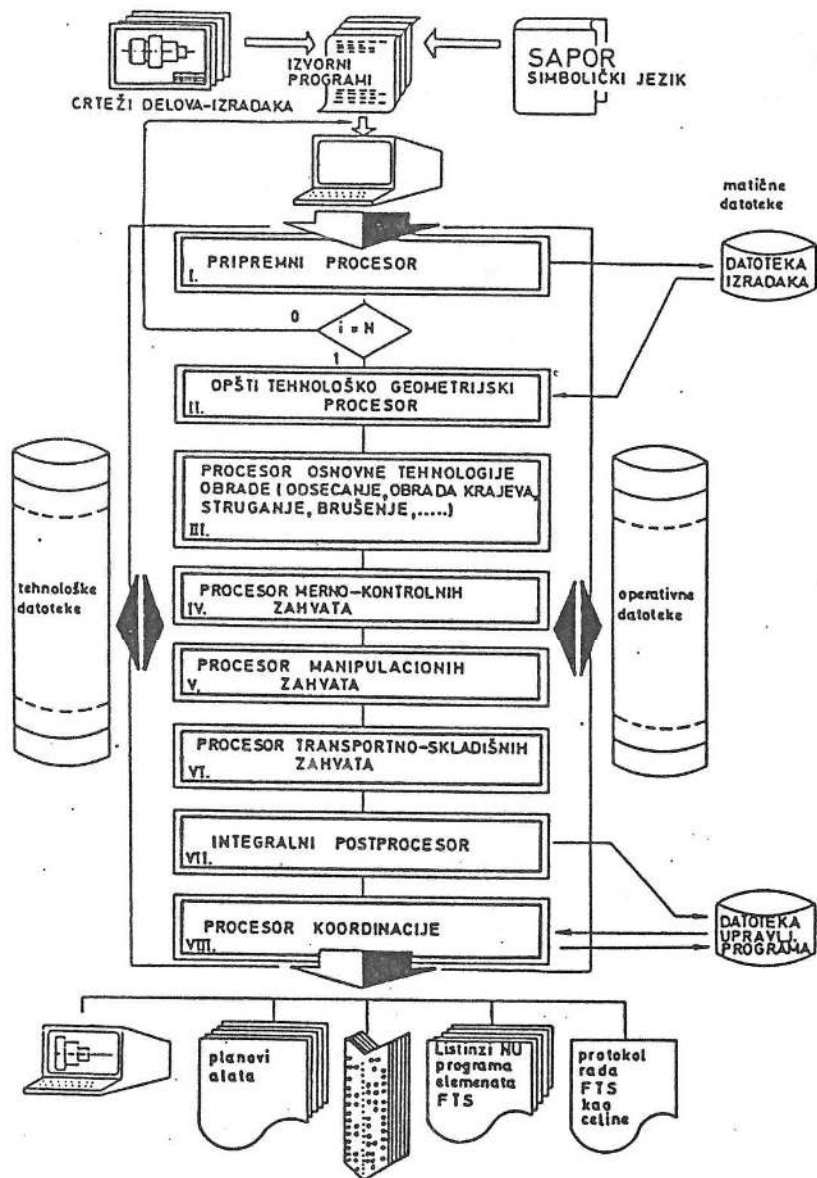 SAPOR
SIMBOLIČKI JEZIK
IZVORNI
PROGRAMI
CRTEŽI DELOVA-IZRADAKA
matične
datoteke
I. PRIPREMNI PROCESOR
DATOTEKA
IZRADAKA
0
i = N
1
OPŠTI TEHNOLOŠKO GEOMETRIJSKI
II. PROCESOR
PROCESOR OSNOVNE TEHNOLOGIJE
OBRADE ( ODSECANJE, OBRADA KRAJEVA,
STRUGANJE, BRUŠENJE,.....)
III.
tehnološke
datoteke
operativne
datoteke
PROCESOR MERNO-KONTROLNIH
IV. ZAHVATA
PROCESOR MANIPULACIONIH
V. ZAHVATA
PROCESOR TRANSPORTNO-SKLADIŠNIH
VI. ZAHVATA
INTEGRALNI POSTPROCESOR
VII.
PROCESOR KOORDINACIJE
VIII.
DATOTEKA
UPRAVLJ.
PROGRAMA
planovi
alata
Listinzi NU
programa
elemenata
FTS
protokol
rada
FTS
kao
celine